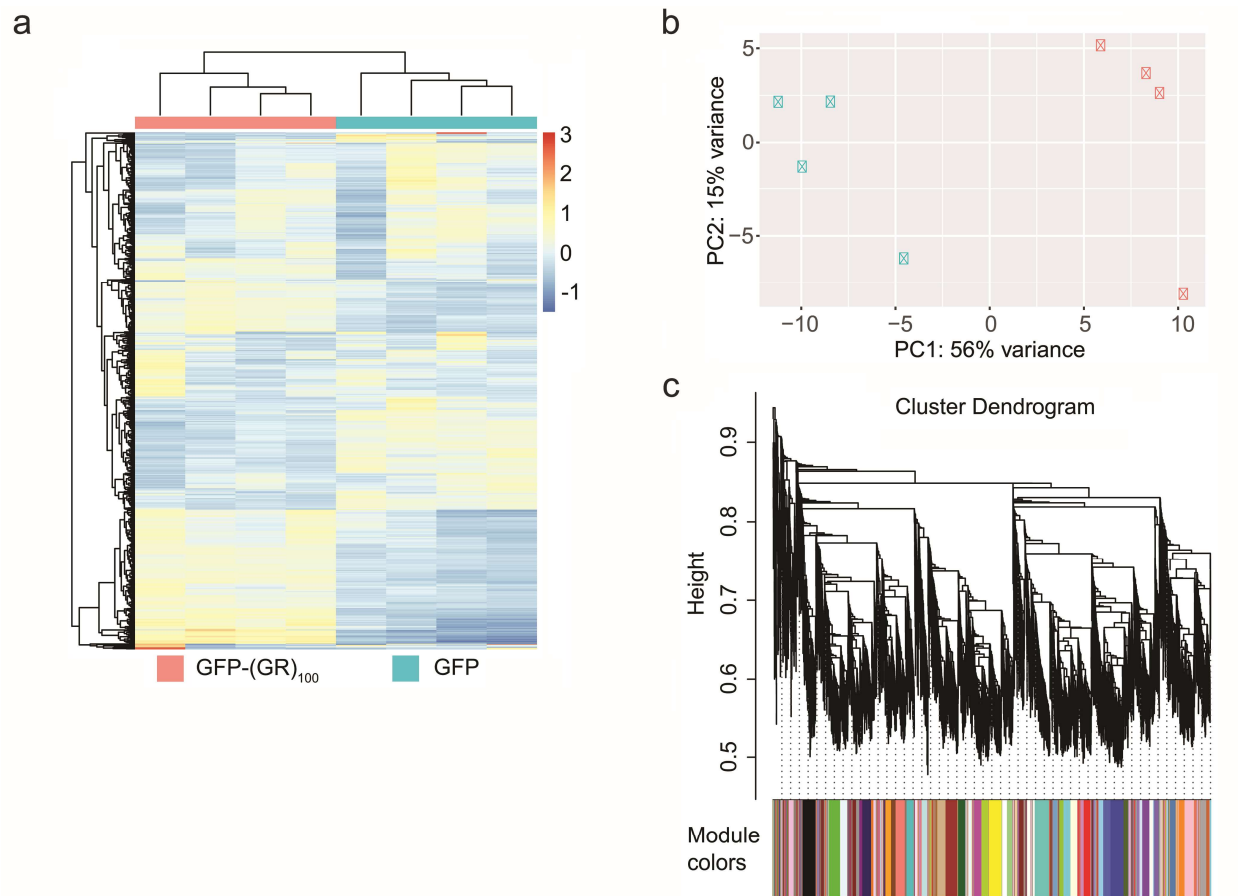 a
3
2
1
0
-1
GFP-(GR)100
GFP
b
PC2: 15% variance
5
0
−5
−10
−5
0
5
10
PC1: 56% variance
c
Cluster Dendrogram
Height
0.9
0.8
0.7
0.6
0.5
Module
colors